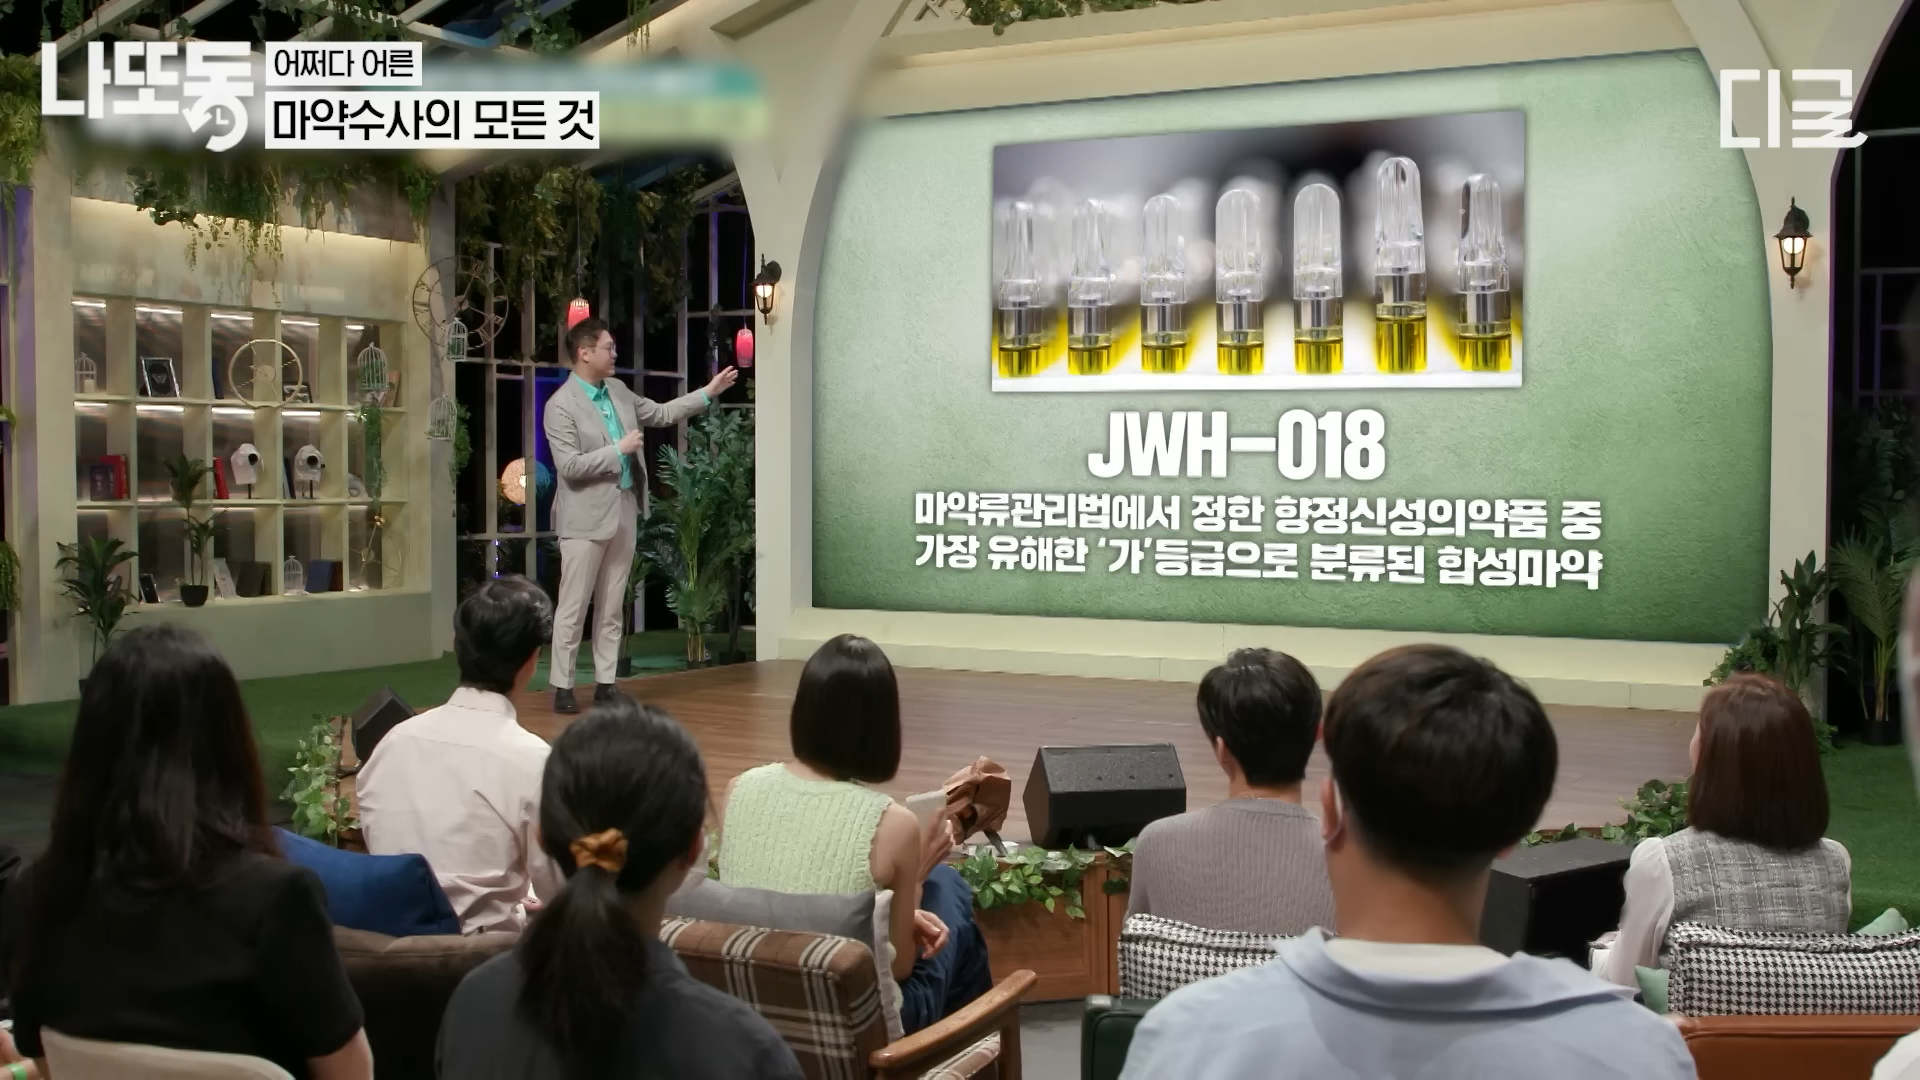 나또동
어쩌다 어른
마약수사의 모든 것
디글
JWH-018
마약류관리법에서 정한 향정신성의약품 중
가장 유해한 '가'등급으로 분류된 합성마약